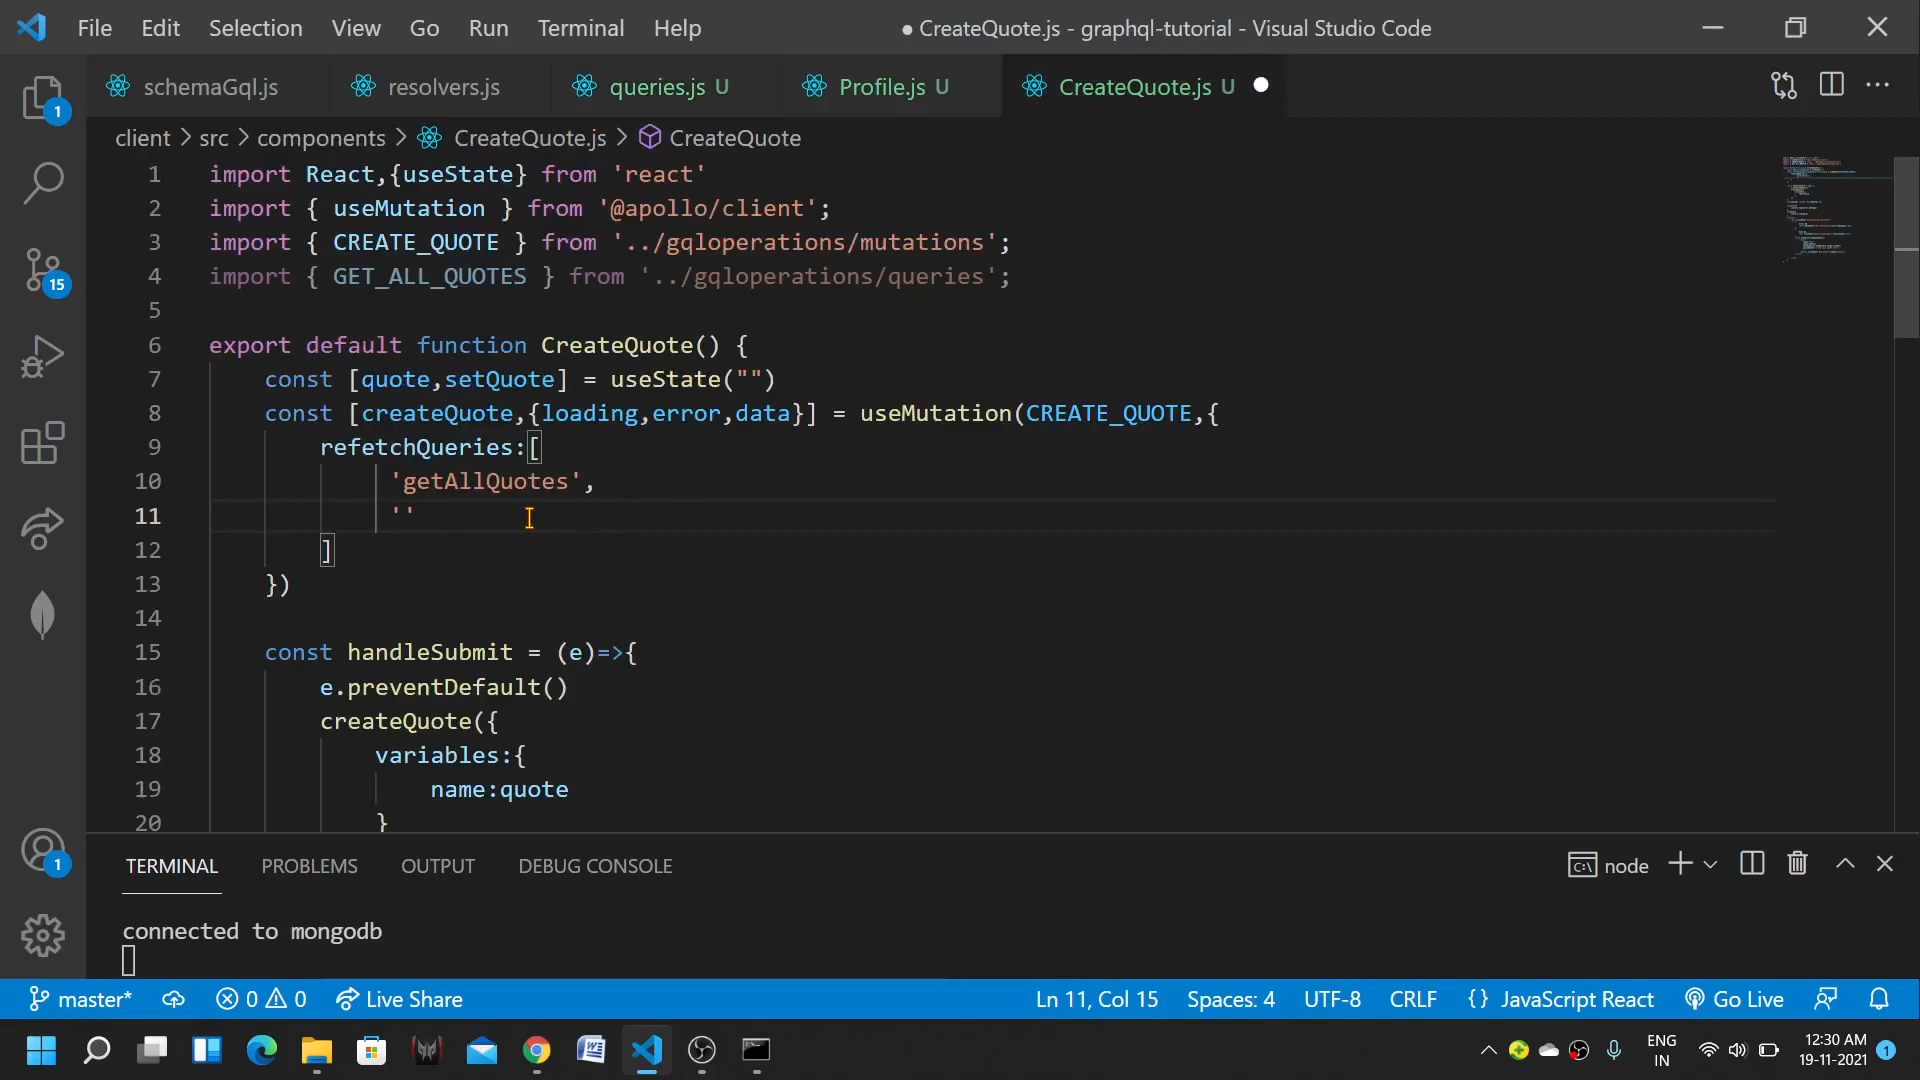 File Edit Selection View Go Run Terminal Help ● CreateQuote.js - graphql-tutorial - Visual Studio Code
schemaGql.js resolvers.js queries.js U Profile.js U CreateQuote.js U
client > src > components > CreateQuote.js > CreateQuote
1 import React,{useState} from 'react'
2 import { useMutation } from '@apollo/client';
3 import { CREATE_QUOTE } from '../gqloperations/mutations';
4 import { GET_ALL_QUOTES } from '../gqloperations/queries';
5
6 export default function CreateQuote() {
7 const [quote,setQuote] = useState("")
8 const [createQuote,{loading,error,data}] = useMutation(CREATE_QUOTE,{
9 refetchQueries:[
10 'getAllQuotes',
11 ''
12 ]
13 })
14
15 const handleSubmit = (e)=>{
16 e.preventDefault()
17 createQuote({
18 variables:{
19 name:quote
20 }
1
15
1
TERMINAL PROBLEMS OUTPUT DEBUG CONSOLE node
connected to mongodb
master* 0 0 Live Share Ln 11, Col 15 Spaces: 4 UTF-8 CRLF {} JavaScript React Go Live
ENG IN
12:30 AM
19-11-2021
1